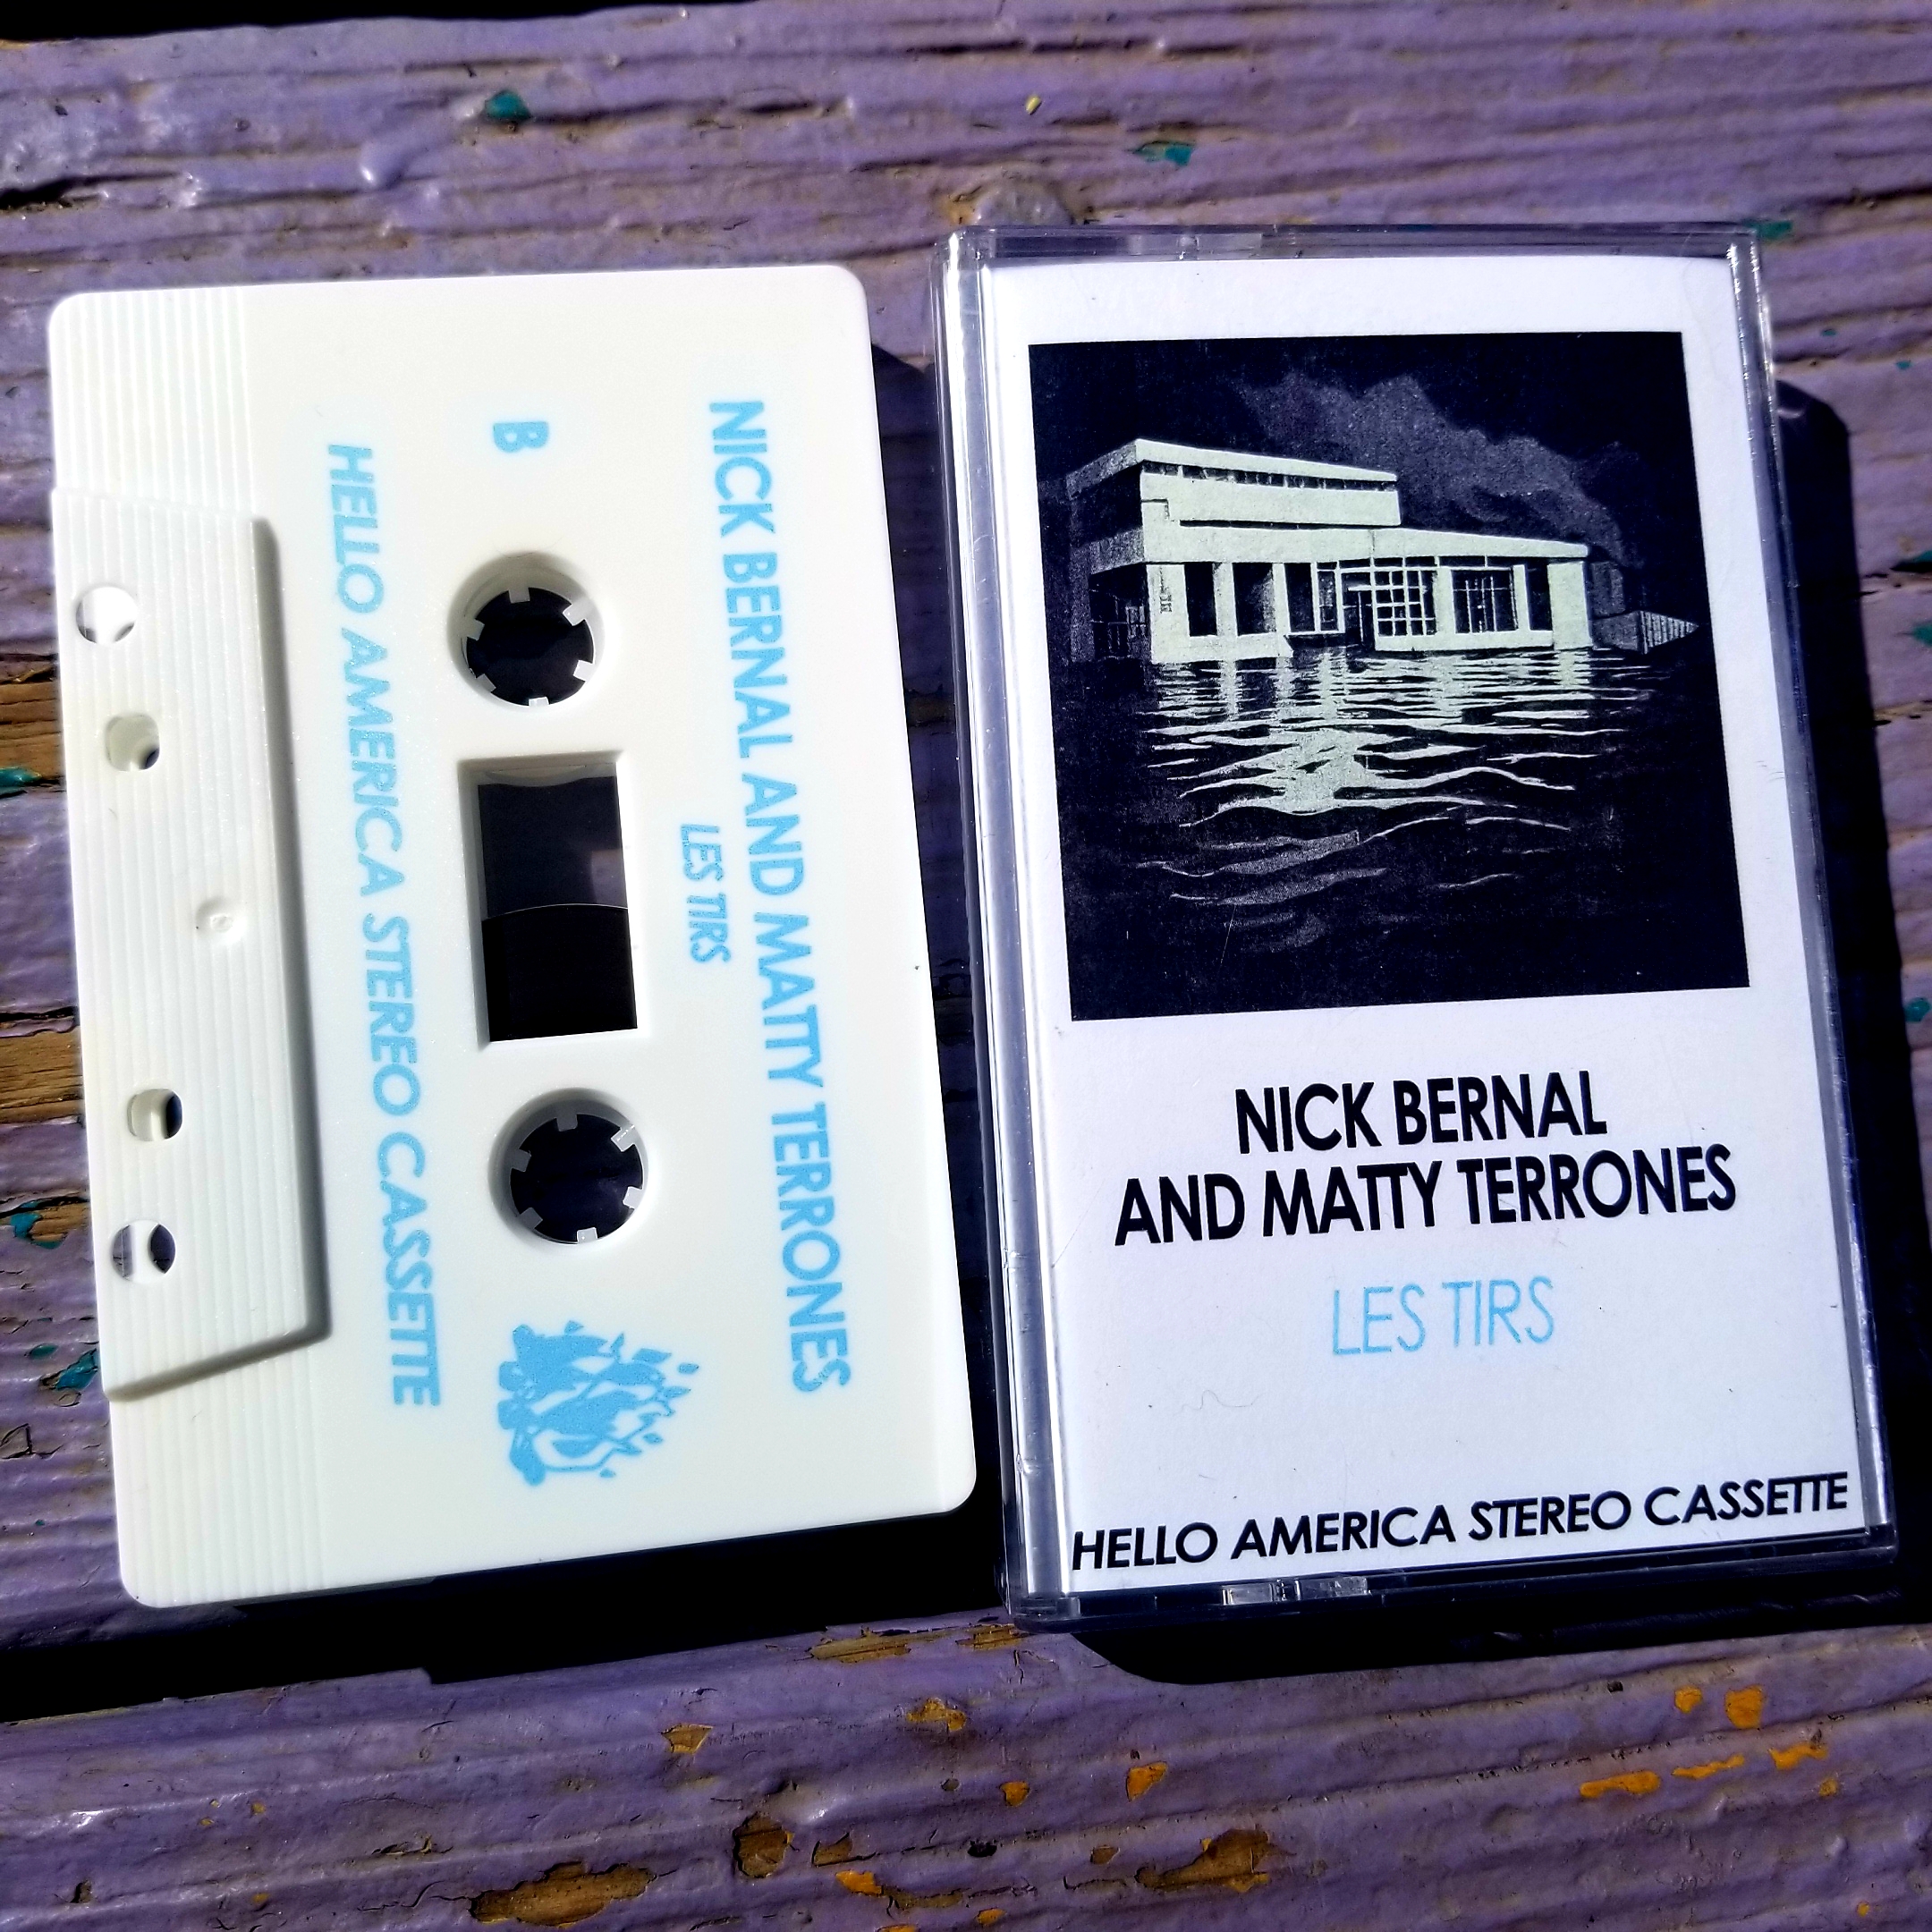 NICK BERNAL AND MATTY TERRONES
LES TIRS
B
HELLO AMERICA STEREO CASSETTE
NICK BERNAL
AND MATTY TERRONES
LES TIRS
HELLO AMERICA STEREO CASSETTE